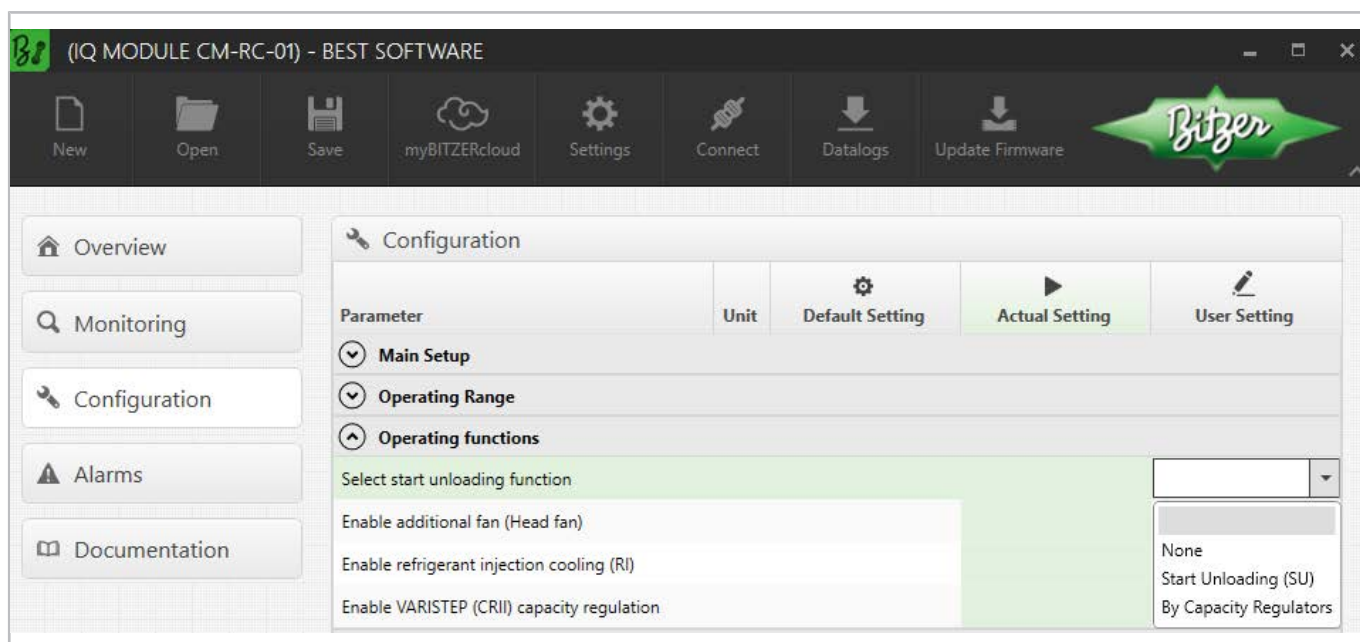 (IQ MODULE CM-RC-01) - BEST SOFTWARE
New Open Save myBITZERcloud Settings Connect Datalogs Update Firmware
Bitzer
Overview
Monitoring
Configuration
Alarms
Documentation
Configuration
Parameter Unit Default Setting Actual Setting User Setting
Main Setup
Operating Range
Operating functions
Select start unloading function
Enable additional fan (Head fan)
Enable refrigerant injection cooling (RI)
Enable VARISTEP (CRII) capacity regulation
None
Start Unloading (SU)
By Capacity Regulators